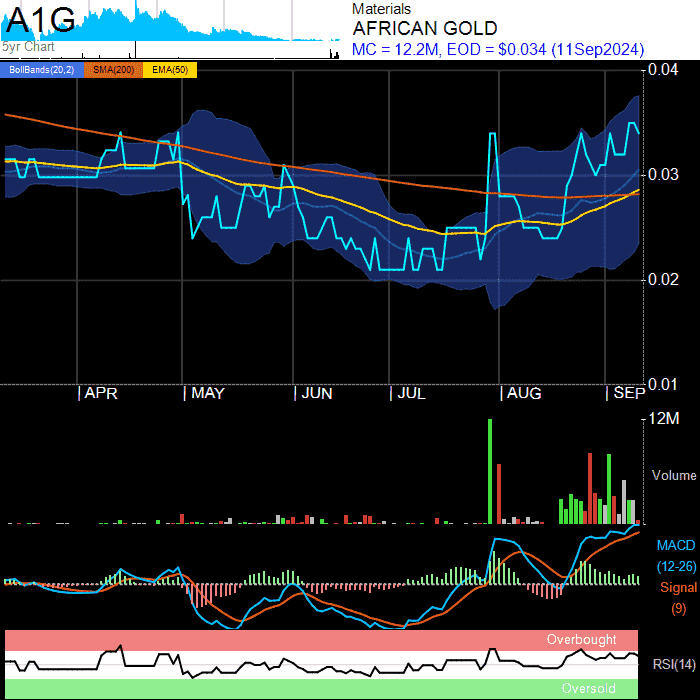 A1G
5yr Chart
Materials
AFRICAN GOLD
MC = 12.2M, EOD = $0.034 (11Sep2024)
BollBands(20,2) SMA(200) EMA(50)
0.04
0.03
0.02
0.01
APR MAY JUN JUL AUG SEP
12M
Volume
MACD
(12-26)
Signal
(9)
Overbought
RSI(14)
Oversold